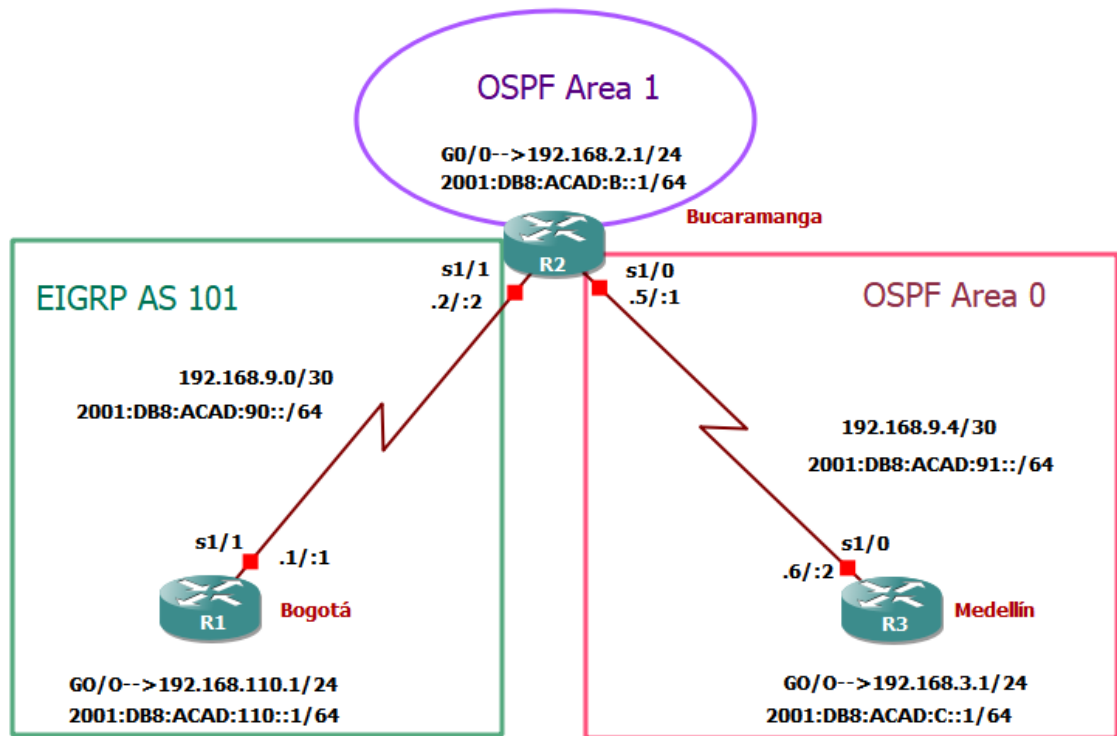 OSPF Area 1
G0/0-->192.168.2.1/24
2001:DB8:ACAD:B::1/64
Bucaramanga
R2
s1/1
.2/:2
s1/0
.5/:1
EIGRP AS 101
192.168.9.0/30
2001:DB8:ACAD:90::/64
s1/1
.1/:1
R1
Bogotá
GO/O-->192.168.110.1/24
2001:DB8:ACAD:110::1/64
OSPF Area 0
192.168.9.4/30
2001:DB8:ACAD:91::/64
s1/0
.6/:2
R3
Medellín
GO/O-->192.168.3.1/24
2001:DB8:ACAD:C::1/64